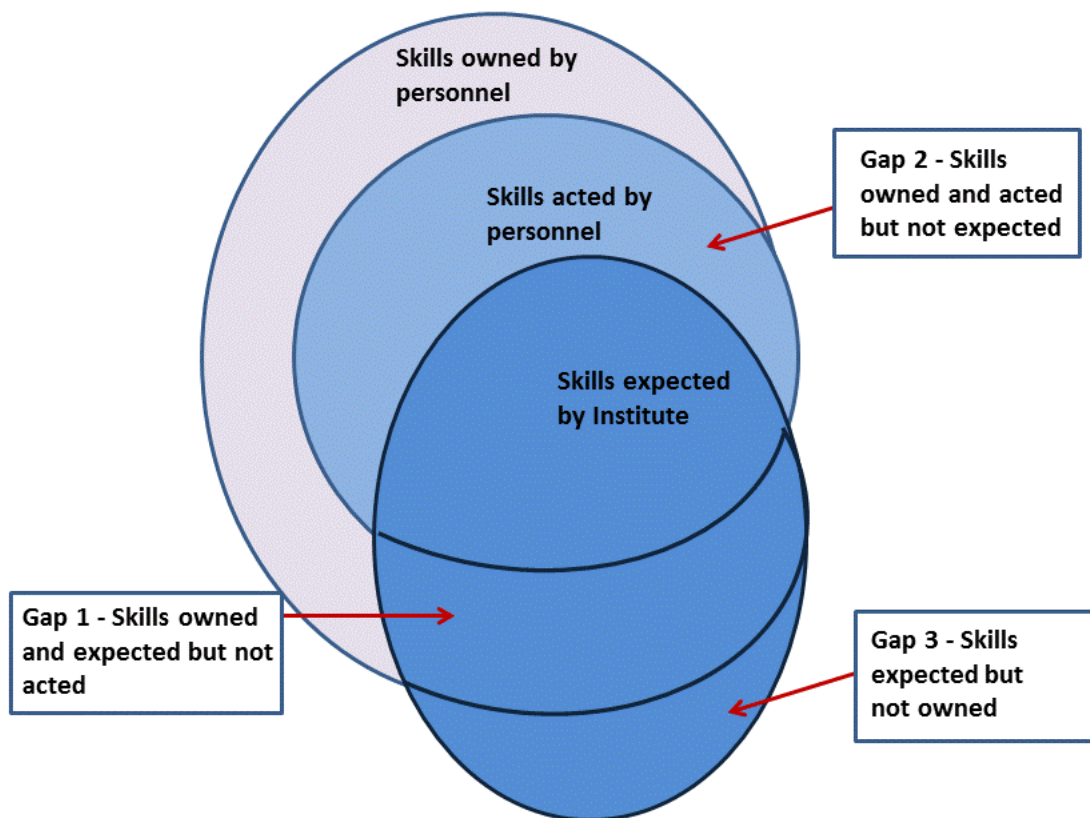 Skills owned by
personnel
Gap 2 - Skills
owned and acted
but not expected
Skills acted by
personnel
Skills expected
by Institute
Gap 1 - Skills owned
and expected but not
acted
Gap 3 - Skills
expected but
not owned